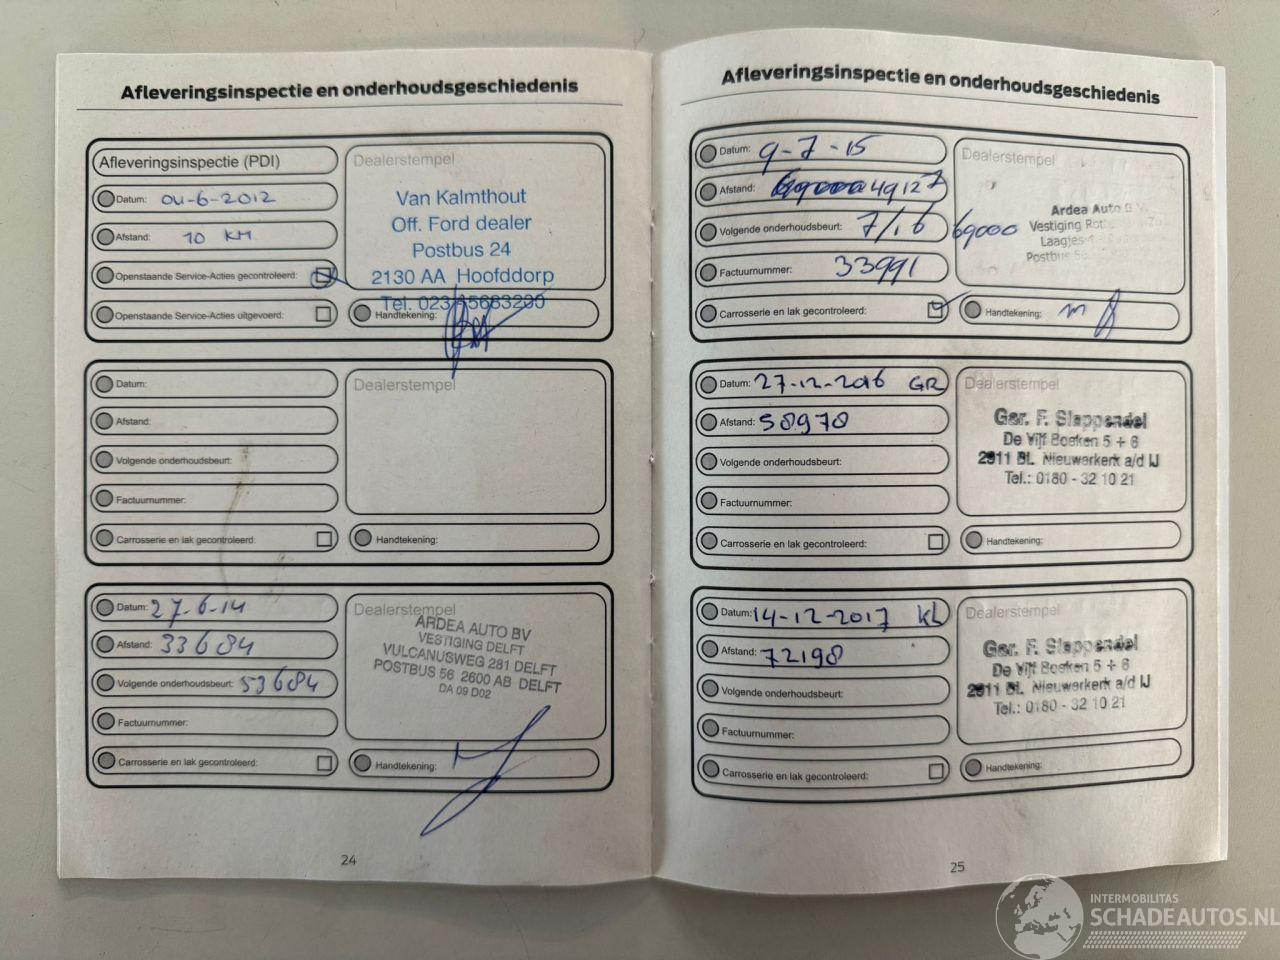 Afleveringsinspectie en onderhoudsgeschiedenis
Afleveringsinspectie (PDI)
Datum: 04-6-2012
Afstand: 10 KM
Openstaande Service-Acties gecontroleerd:
Openstaande Service-Acties uitgevoerd:
Dealerstempel
Van Kalmthout
Off. Ford dealer
Postbus 24
2130 AA Hoofddorp
Tel. 023
Handtekening:
Datum:
Afstand:
Volgende onderhoudsbeurt:
Factuurnummer:
Carrosserie en lak gecontroleerd:
Dealerstempel
Handtekening:
Datum: 27-6-14
Afstand: 33684
Volgende onderhoudsbeurt: 53684
Factuurnummer:
Carrosserie en lak gecontroleerd:
Dealerstempel
ARDEA AUTO BV
VESTIGING DELFT
VULCANUSWEG 281 DELFT
POSTBUS 56 2600 AB DELFT
DA 09 D02
Handtekening:
24
Afleveringsinspectie en onderhoudsgeschiedenis
Datum: 9-7-15
Afstand: 49127
Volgende onderhoudsbeurt: 7/16 69000
Factuurnummer: 33991
Carrosserie en lak gecontroleerd:
Dealerstempel
Ardea Auto
Vestiging
Handtekening:
Datum: 27-12-2016 GR
Afstand: 58970
Volgende onderhoudsbeurt:
Factuurnummer:
Carrosserie en lak gecontroleerd:
Dealerstempel
Gar. F. Slappendel
De Vijf Boeken 5 + 6
2911 BL Nieuwerkerk a/d IJ
Tel.: 0180 - 32 10 21
Handtekening:
Datum: 14-12-2017 KL
Afstand: 72198
Volgende onderhoudsbeurt:
Factuurnummer:
Carrosserie en lak gecontroleerd:
Dealerstempel
Gar. F. Slappendel
De Vijf Boeken 5 + 6
2911 BL Nieuwerkerk a/d IJ
Tel.: 0180 - 32 10 21
Handtekening:
25
INTERMOBILITAS
SCHADEAUTOS.NL